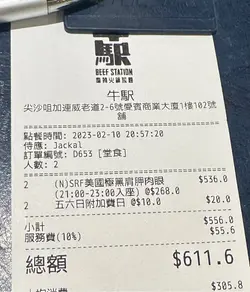 牛駅
BEEF STATION
牛駅
尖沙咀加連威老道2-6號愛賓商業大廈1樓102號
舖
點餐時間: 2023-02-10 20:57:20
侍應: Jackal
訂單編號: D653 [堂食]
人數: 2
2 (N)SRF美國極黑肩胛肉眼 $536.0
(21:00-23:00入座) @$268.0
2 五六日附加費日 @$10.0 $20.0
小計 $556.0
服務費(10%) $55.6
總額 $611.6
人均消費 $305.8